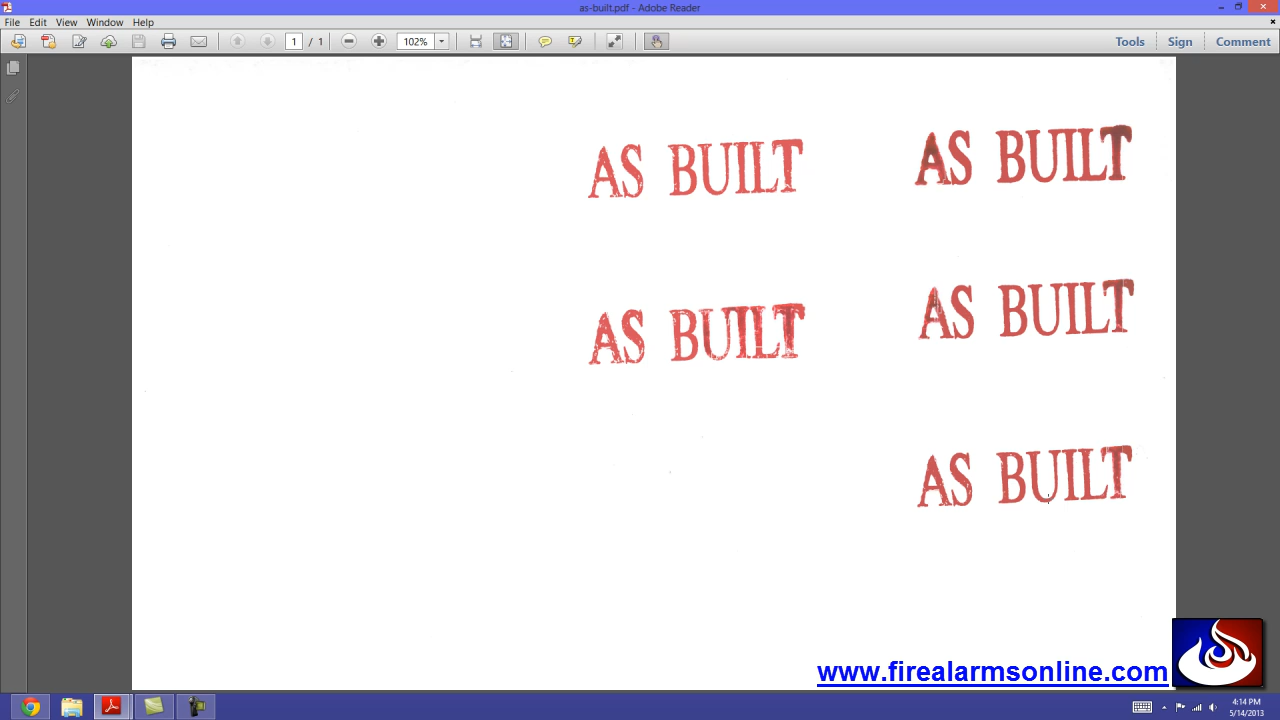 as-built.pdf - Adobe Reader
File Edit View Window Help
1 / 1 102% Tools Sign Comment
AS BUILT AS BUILT
AS BUILT AS BUILT
AS BUILT
www.firealarmsonline.com
4:14 PM
5/14/2013